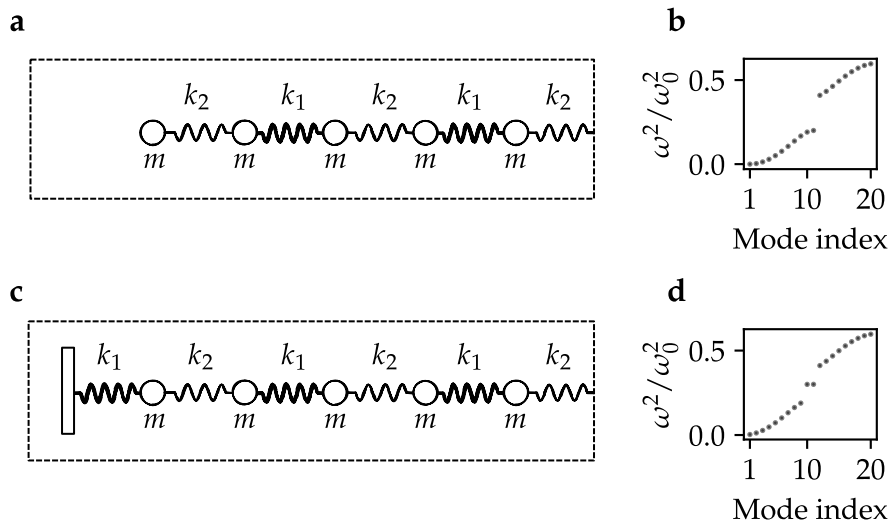 a
k₂ k₁ k₂ k₁ k₂
m m m m m
b
ω²/ω₀²
0.5
0.0
1 10 20
Mode index
c
k₁ k₂ k₁ k₂ k₁ k₂
m m m m m
d
ω²/ω₀²
0.5
0.0
1 10 20
Mode index